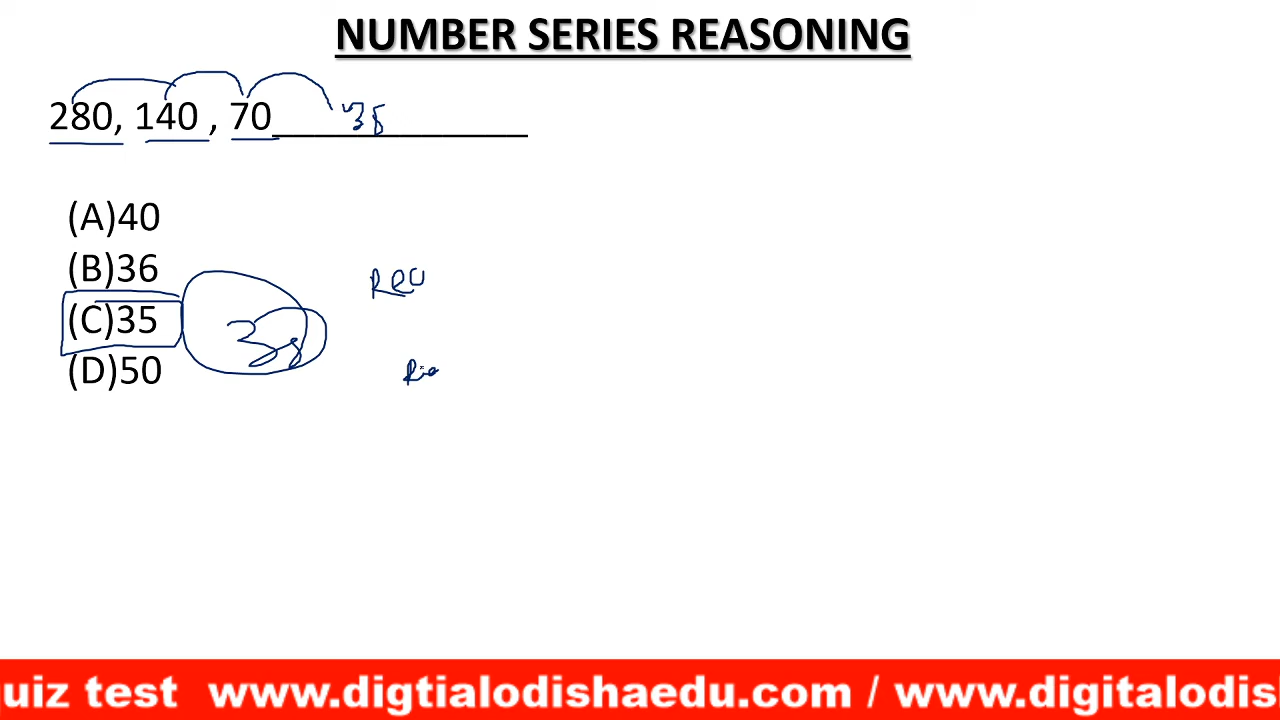 NUMBER SERIES REASONING
280, 140 , 70 35
(A)40
(B)36
(C)35
(D)50
35
uiz test www.digtialodishaedu.com / www.digitalodis